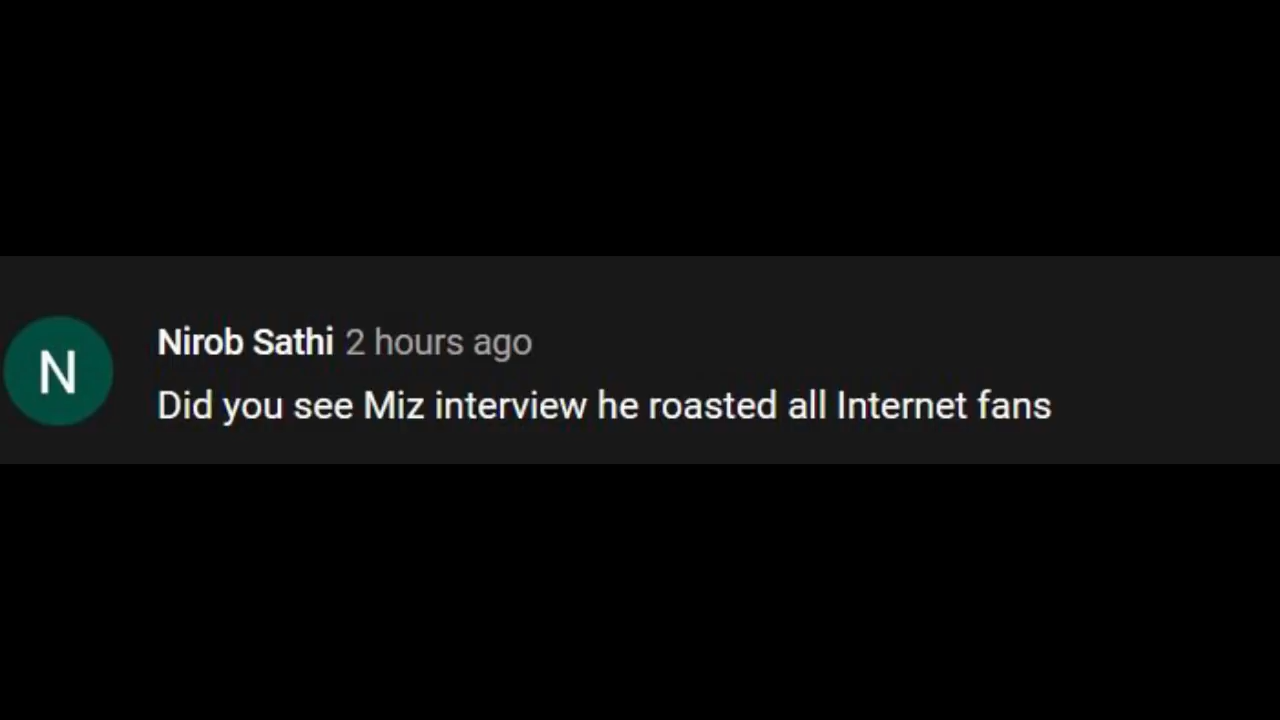 N
Nirob Sathi 2 hours ago
Did you see Miz interview he roasted all Internet fans